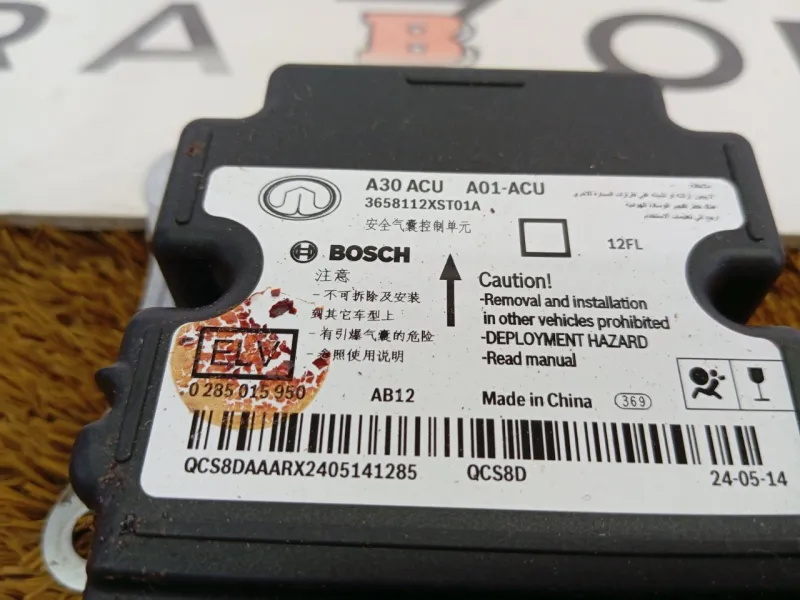 RA B OV
A30 ACU A01-ACU
3658112XST01A
安全气囊控制单元
12FL
BOSCH
注意
- 不可拆除及安装
到其它车型上
- 有引爆气囊的危险
- 参照使用说明
Caution!
-Removal and installation
in other vehicles prohibited
-DEPLOYMENT HAZARD
-Read manual
ELV
0 285 015 950
AB12
Made in China
369
QCS8DAAARX2405141285
QCS8D
24-05-14